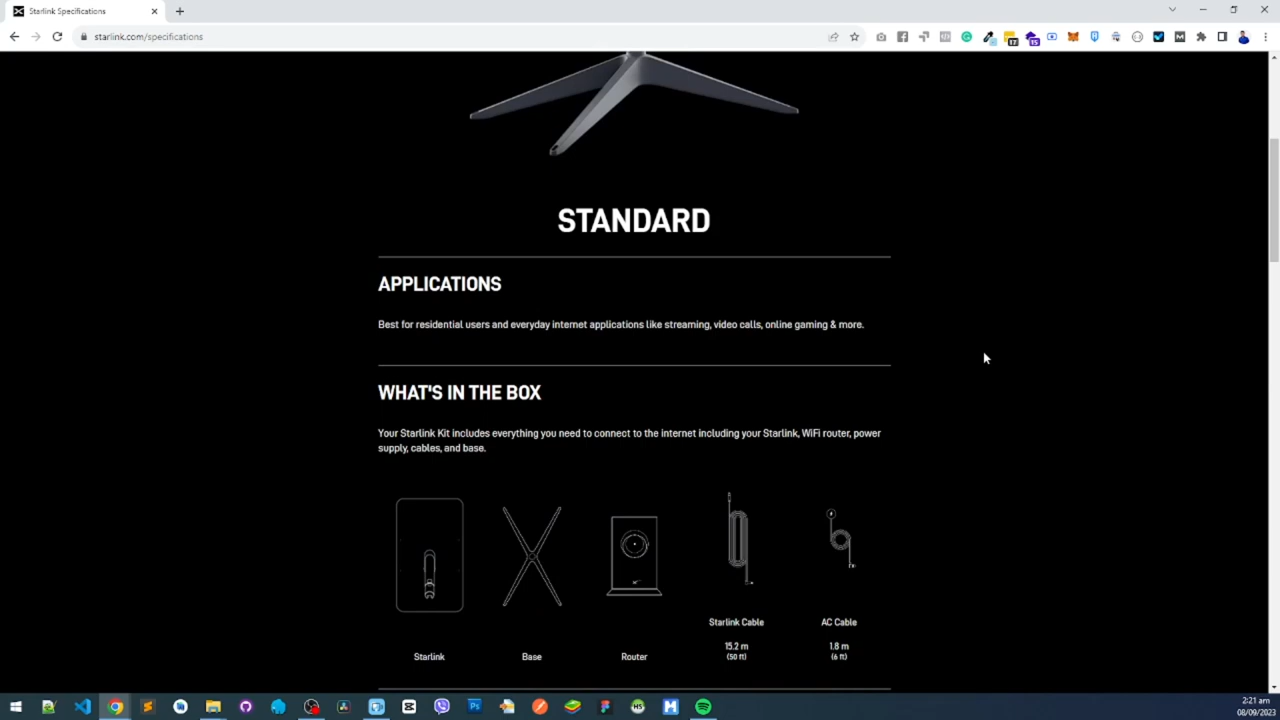 Starlink Specifications
starlink.com/specifications
STANDARD
APPLICATIONS
Best for residential users and everyday internet applications like streaming, video calls, online gaming & more.
WHAT'S IN THE BOX
Your Starlink Kit includes everything you need to connect to the internet including your Starlink, WiFi router, power
supply, cables, and base.
Starlink Cable
AC Cable
15.2 m
1.8 m
(50 ft)
(6 ft)
Starlink
Base
Router
2:21 am
08/09/2023